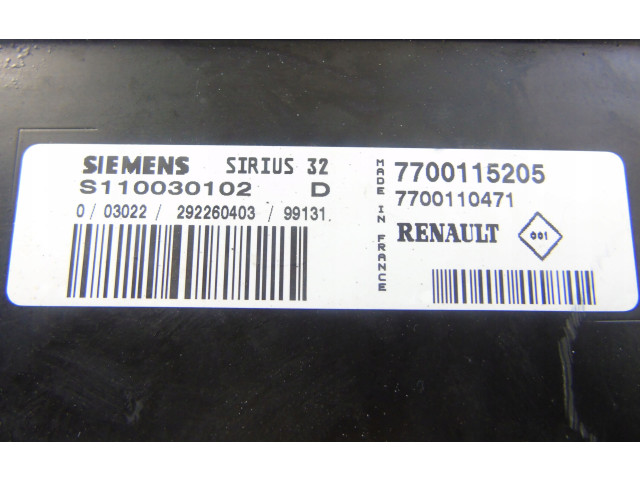 SIEMENS SIRIUS 32
S110030102 D
0 / 03022 / 292260403 / 99131.
MADE IN FRANCE
7700115205
7700110471
RENAULT 001